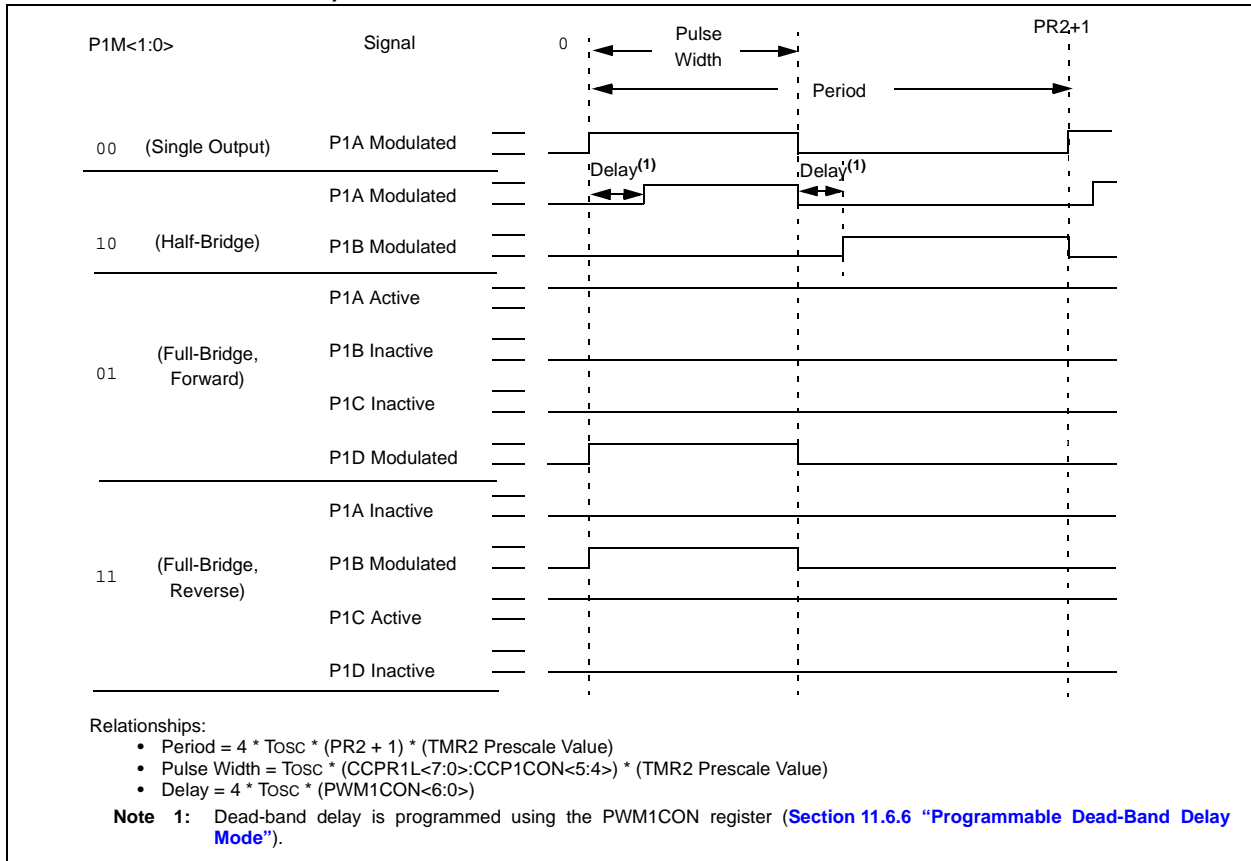 P1M<1:0> Signal 0 Pulse Width PR2+1
Period
00 (Single Output) P1A Modulated
Delay(1) Delay(1)
P1A Modulated
10 (Half-Bridge) P1B Modulated
P1A Active
01 (Full-Bridge, Forward) P1B Inactive
P1C Inactive
P1D Modulated
P1A Inactive
11 (Full-Bridge, Reverse) P1B Modulated
P1C Active
P1D Inactive
Relationships:
• Period = 4 * TOSC * (PR2 + 1) * (TMR2 Prescale Value)
• Pulse Width = TOSC * (CCPR1L<7:0>:CCP1CON<5:4>) * (TMR2 Prescale Value)
• Delay = 4 * TOSC * (PWM1CON<6:0>)
Note 1: Dead-band delay is programmed using the PWM1CON register (Section 11.6.6 “Programmable Dead-Band Delay
Mode”).